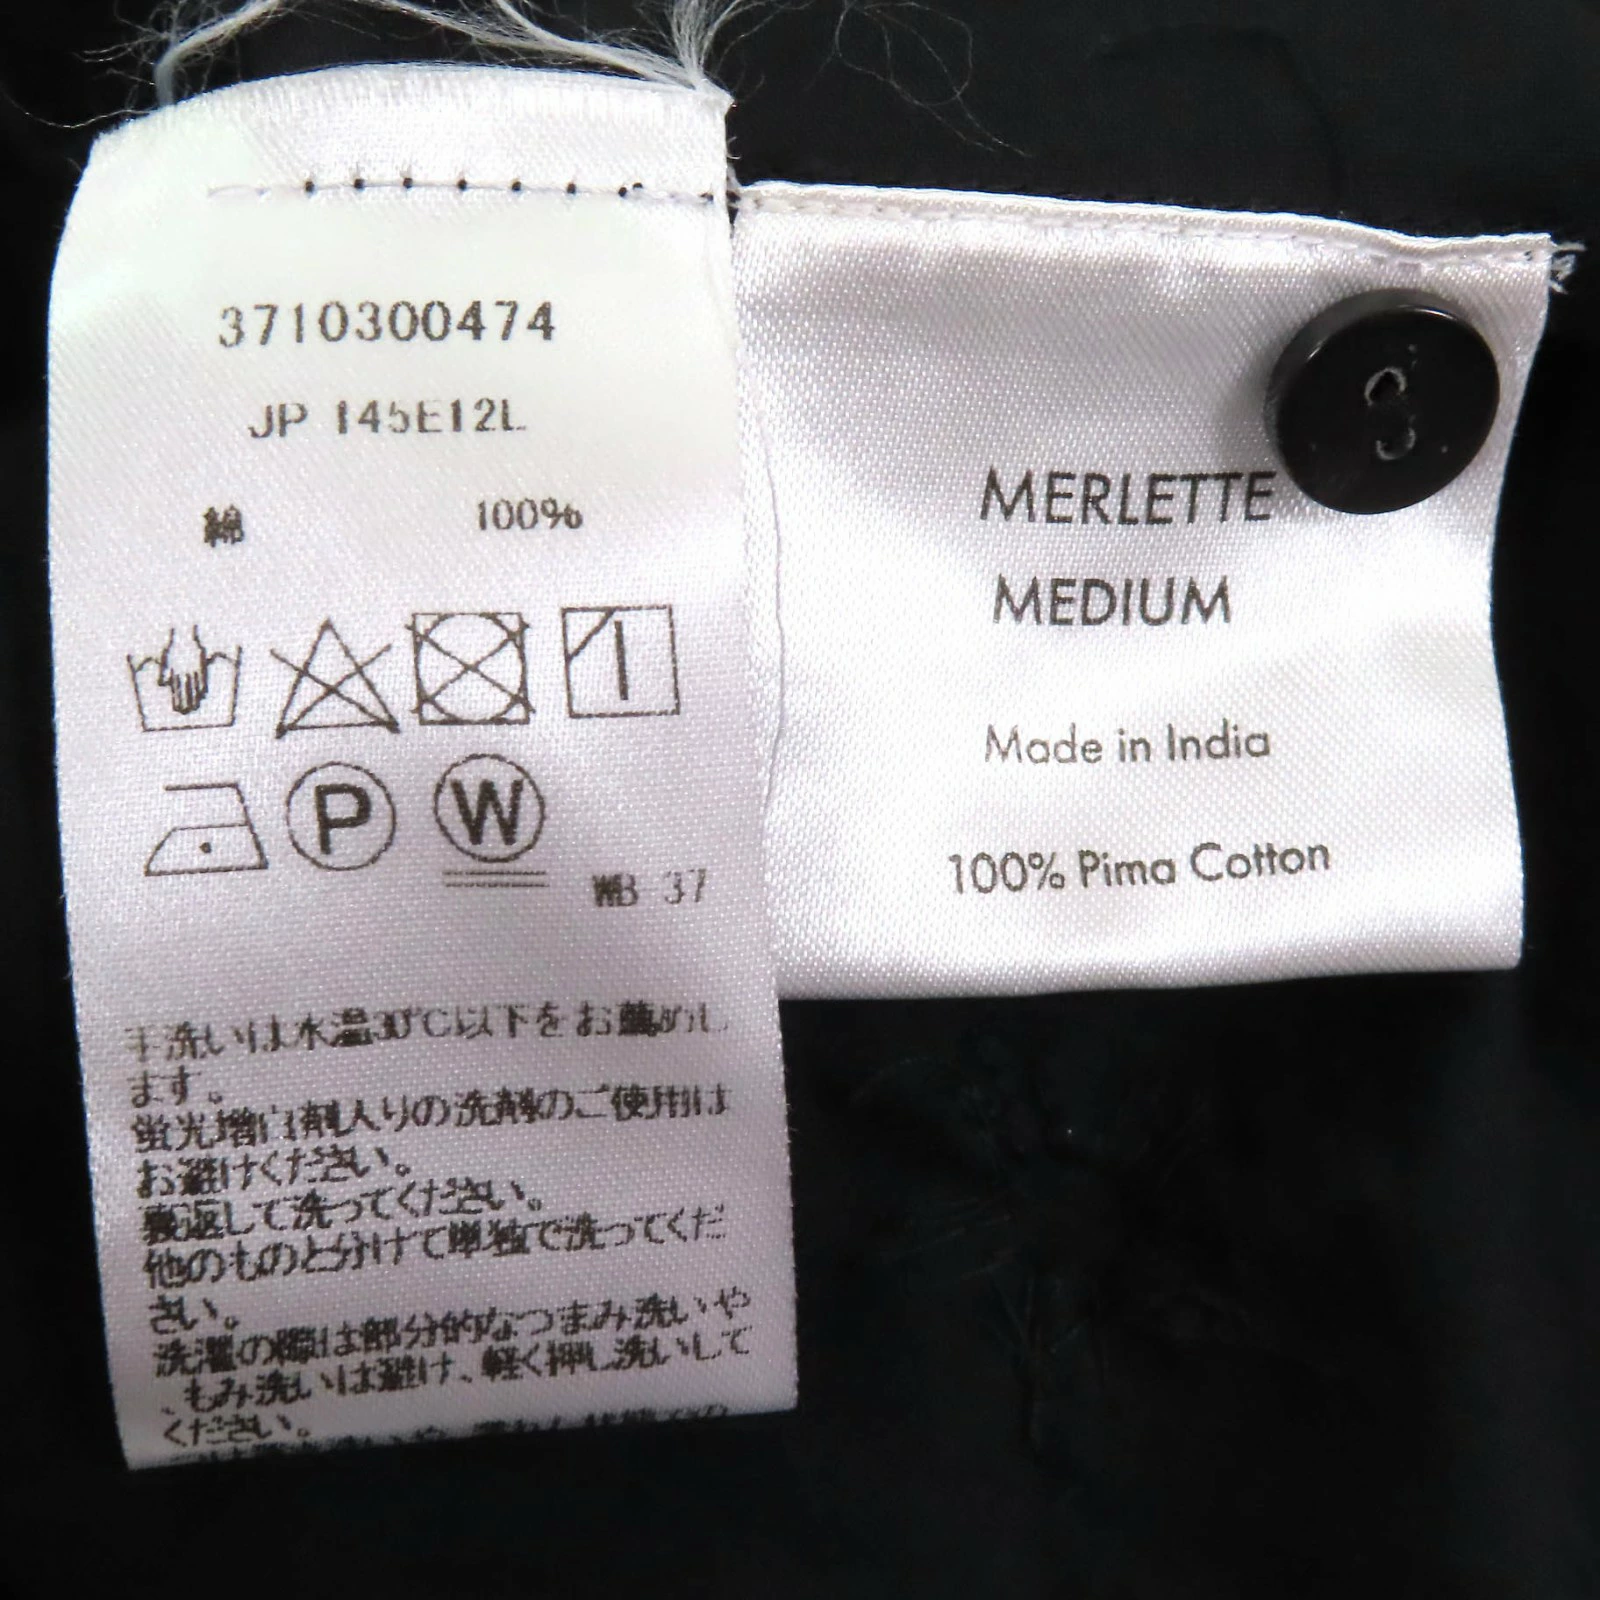 3710300474
JP 145E12L
綿 100%
P
W
WB 37
手洗いは水温30℃以下をお薦めし
ます。
蛍光増白剤入りの洗剤のご使用は
お避けください。
裏返して洗ってください。
他のものと分けて単独で洗ってくだ
さい。
洗濯の際は部分的なつまみ洗いや
、もみ洗いは避け、軽く押し洗いして
ください。
MERLETTE
MEDIUM
Made in India
100% Pima Cotton